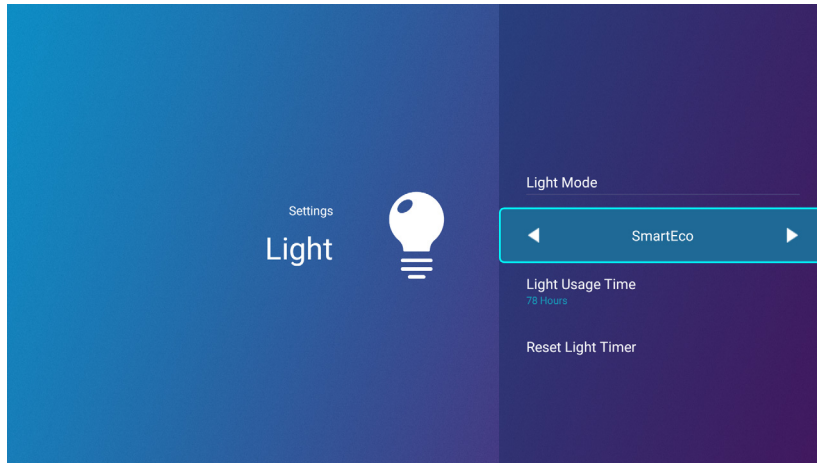 Settings
Light
Light Mode
SmartEco
Light Usage Time
78 Hours
Reset Light Timer